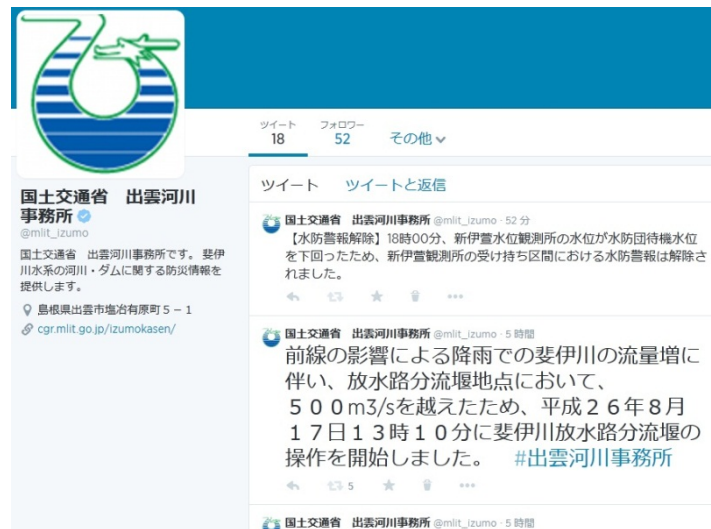 ツイート
18
フォロワー
52
その他
国土交通省　出雲河川
事務所
@mlit_izumo
国土交通省　出雲河川事務所です。 斐伊
川水系の河川・ダムに関する防災情報を
提供します。
島根県出雲市塩冶有原町５－１
cgr.mlit.go.jp/izumokasen/
ツイート　ツイートと返信
国土交通省　出雲河川事務所 @mlit_izumo · 52 分
【水防警報解除】18時00分、新伊萱水位観測所の水位が水防団待機水位
を下回ったため、新伊萱観測所の受け持ち区間における水防警報は解除さ
れました。
国土交通省　出雲河川事務所 @mlit_izumo · 5 時間
前線の影響による降雨での斐伊川の流量増に
伴い、放水路分流堰地点において、
５００m3/sを越えたため、平成２６年８月
１７日１３時１０分に斐伊川放水路分流堰の
操作を開始しました。　#出雲河川事務所
5
国土交通省　出雲河川事務所 @mlit_izumo · 5 時間